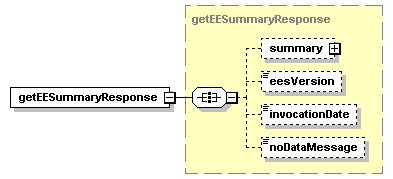 getEESummaryResponse
summary
eesVersion
getEESummaryResponse
invocationDate
noDataMessage